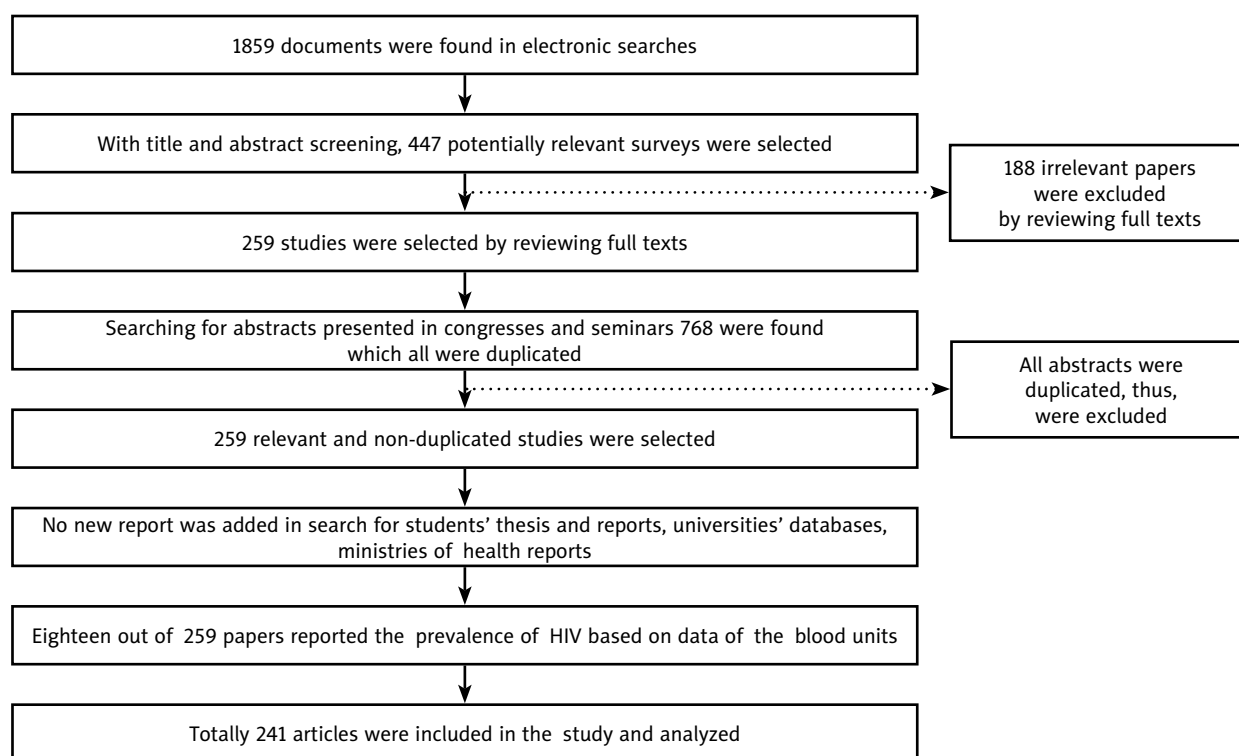 1859 documents were found in electronic searches
With title and abstract screening, 447 potentially relevant surveys were selected
188 irrelevant papers
were excluded
by reviewing full texts
259 studies were selected by reviewing full texts
Searching for abstracts presented in congresses and seminars 768 were found
which all were duplicated
All abstracts were
duplicated, thus,
were excluded
259 relevant and non-duplicated studies were selected
No new report was added in search for students’ thesis and reports, universities’ databases,
ministries of health reports
Eighteen out of 259 papers reported the prevalence of HIV based on data of the blood units
Totally 241 articles were included in the study and analyzed